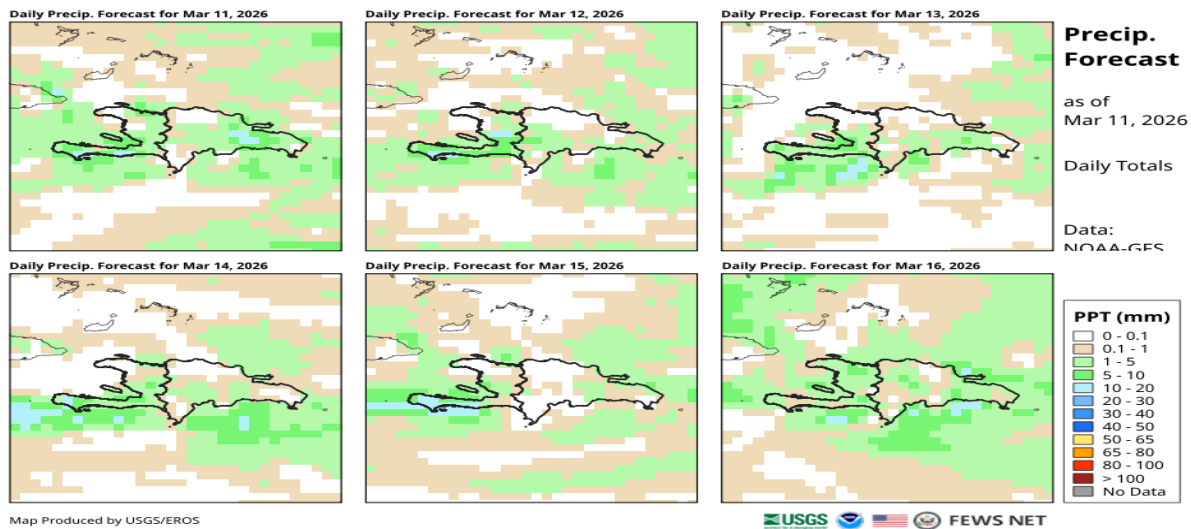 Daily Precip. Forecast for Mar 11, 2026
Daily Precip. Forecast for Mar 12, 2026
Daily Precip. Forecast for Mar 13, 2026
Precip.
Forecast
as of
Mar 11, 2026
Daily Totals
Data:
NOAA-GFS
Daily Precip. Forecast for Mar 14, 2026
Daily Precip. Forecast for Mar 15, 2026
Daily Precip. Forecast for Mar 16, 2026
PPT (mm)
0 - 0.1
0.1 - 1
1 - 5
5 - 10
10 - 20
20 - 30
30 - 40
40 - 50
50 - 65
65 - 80
80 - 100
> 100
No Data
Map Produced by USGS/EROS
USGS
FEWS NET